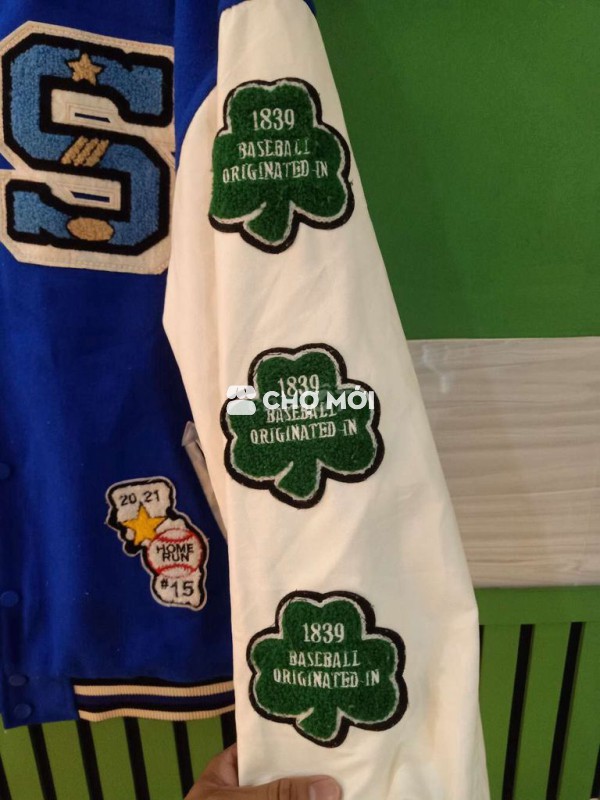 S
1839
BASEBALL
ORIGINATED IN
1839
BASEBALL
ORIGINATED IN
CHỢ MỚI
20 21
HOME
RUN
#15
1839
BASEBALL
ORIGINATED IN